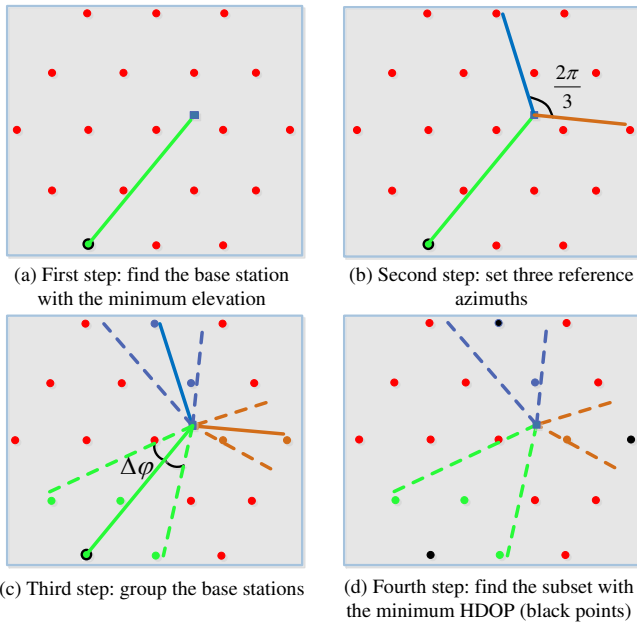 2π
3
(a) First step: find the base station
with the minimum elevation
(b) Second step: set three reference
azimuths
Δφ
(c) Third step: group the base stations
(d) Fourth step: find the subset with
the minimum HDOP (black points)